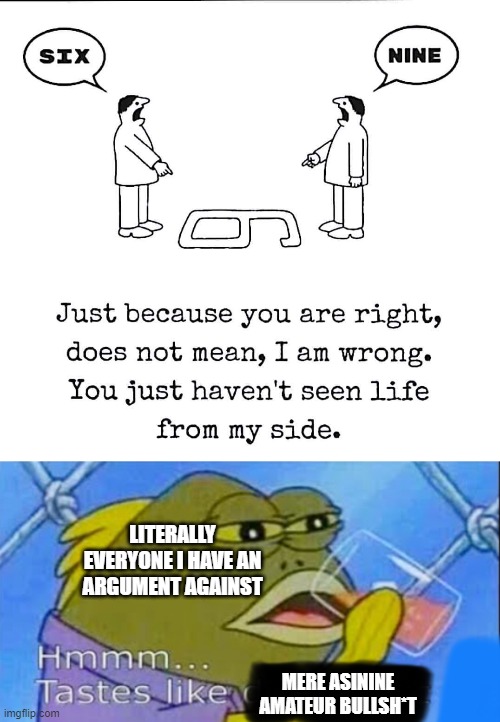 SIX
NINE
Just because you are right,
does not mean, I am wrong.
You just haven't seen life
from my side.
LITERALLY
EVERYONE I HAVE AN
ARGUMENT AGAINST
Hmmm...
Tastes like
MERE ASININE
AMATEUR BULLSH*T
imgflip.com